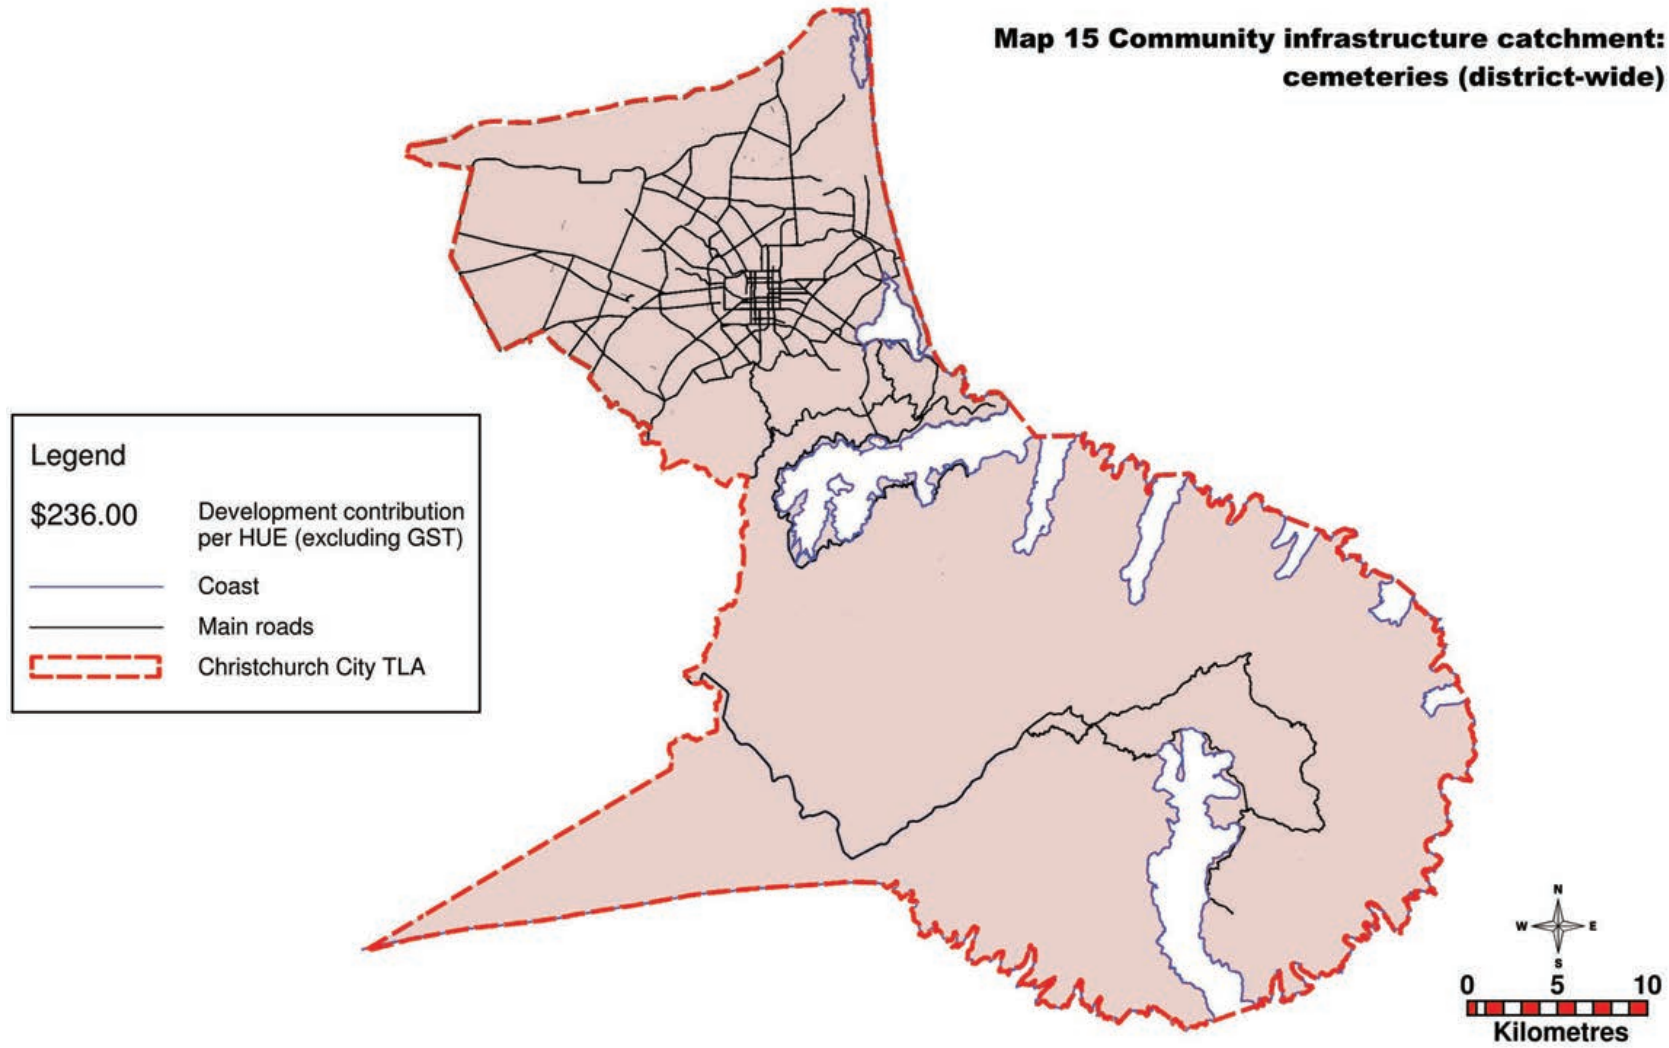 Map 15 Community infrastructure catchment:
cemeteries (district-wide)
Legend
$236.00 Development contribution
per HUE (excluding GST)
Coast
Main roads
Christchurch City TLA
N
W E
S
0 5 10
Kilometres